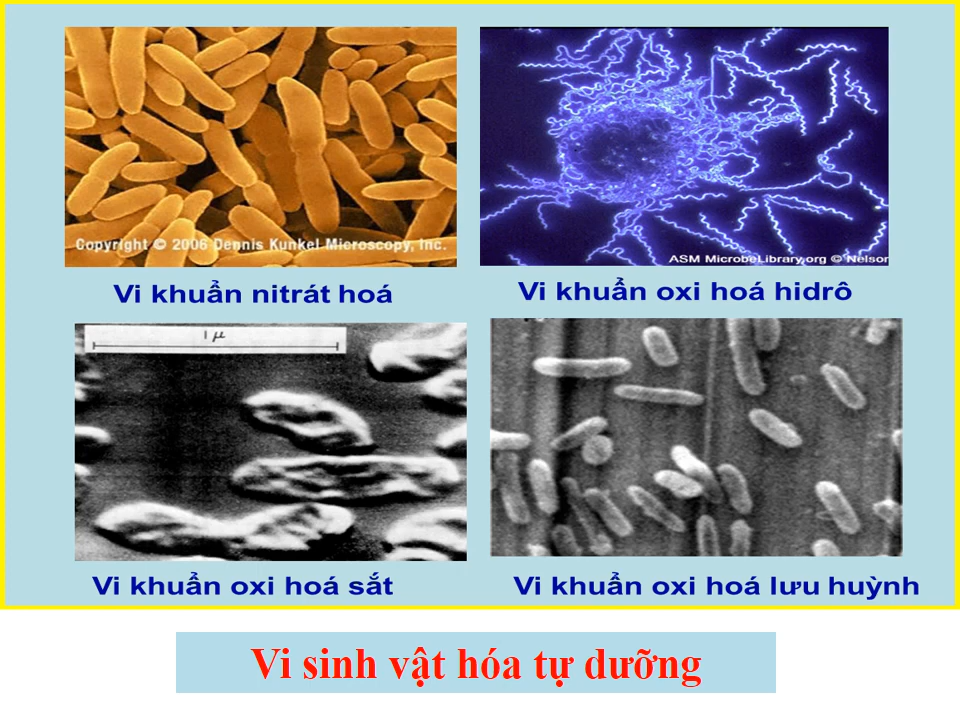 Copyright © 2006 Dennis Kunkel Microscopy, Inc.
ASM MicrobeLibrary.org © Nelson
Vi khuẩn nitrát hoá
Vi khuẩn oxi hoá hidrô
1 μ
Vi khuẩn oxi hoá sắt
Vi khuẩn oxi hoá lưu huỳnh
Vi sinh vật hóa tự dưỡng